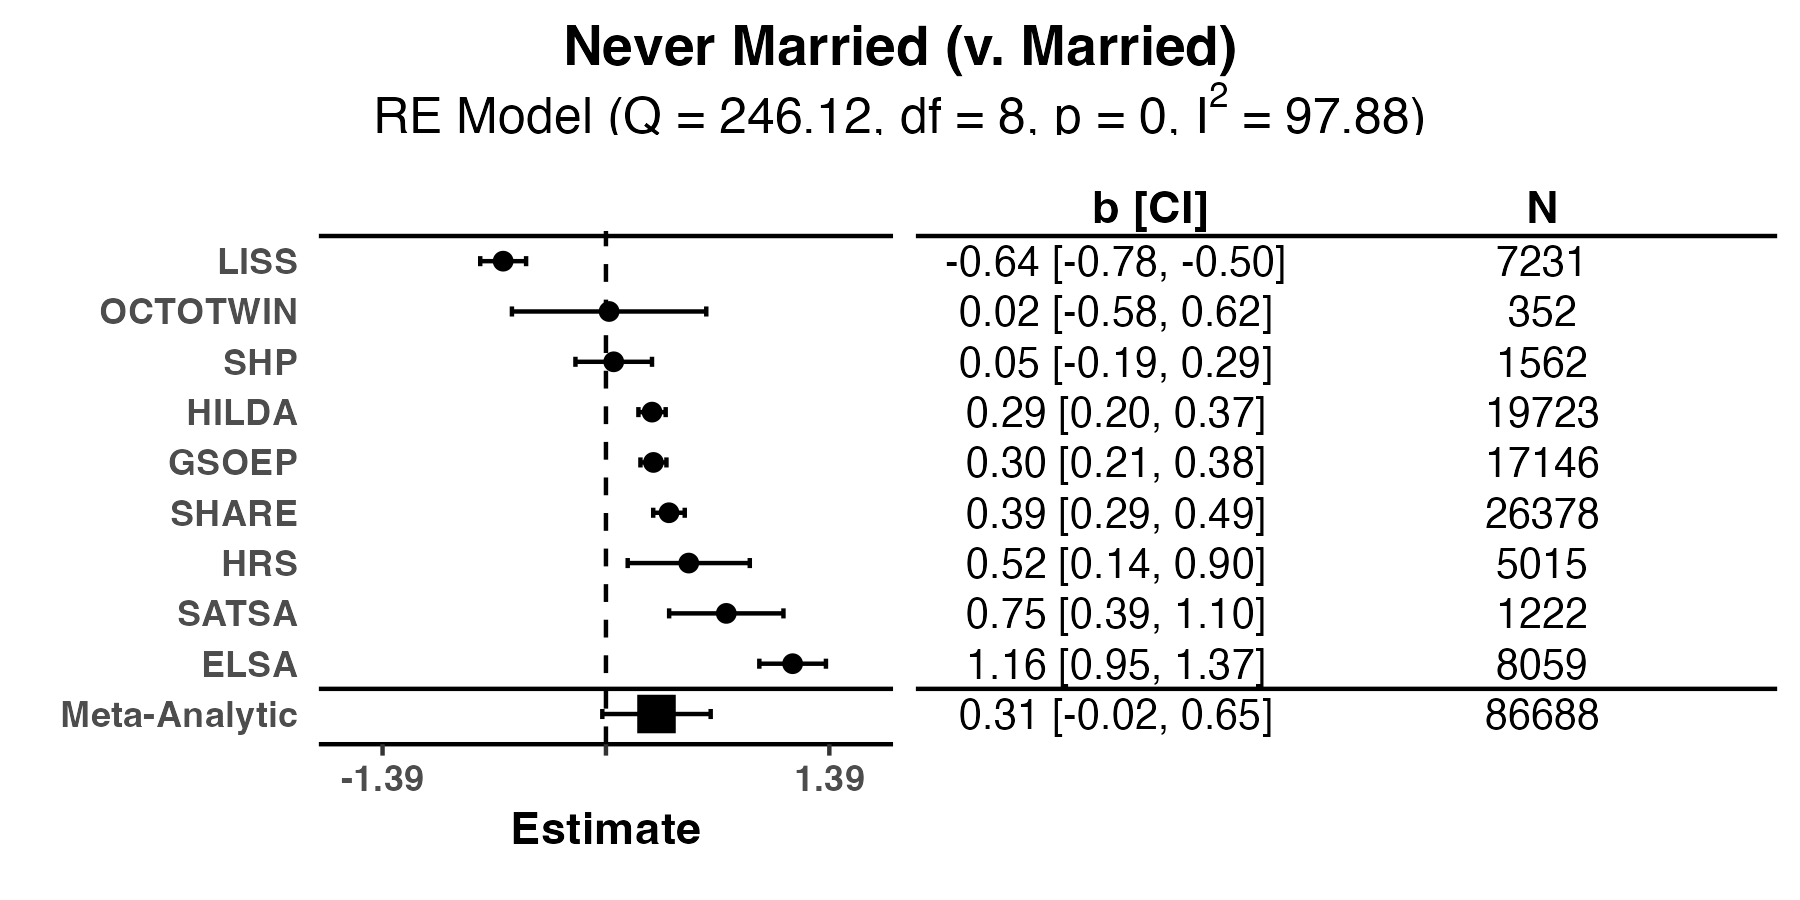 Never Married (v. Married)
RE Model (Q = 246.12, df = 8, p = 0, I² = 97.88)
b [CI] N
LISS -0.64 [-0.78, -0.50] 7231
OCTOTWIN 0.02 [-0.58, 0.62] 352
SHP 0.05 [-0.19, 0.29] 1562
HILDA 0.29 [0.20, 0.37] 19723
GSOEP 0.30 [0.21, 0.38] 17146
SHARE 0.39 [0.29, 0.49] 26378
HRS 0.52 [0.14, 0.90] 5015
SATSA 0.75 [0.39, 1.10] 1222
ELSA 1.16 [0.95, 1.37] 8059
Meta-Analytic 0.31 [-0.02, 0.65] 86688
-1.39 1.39
Estimate